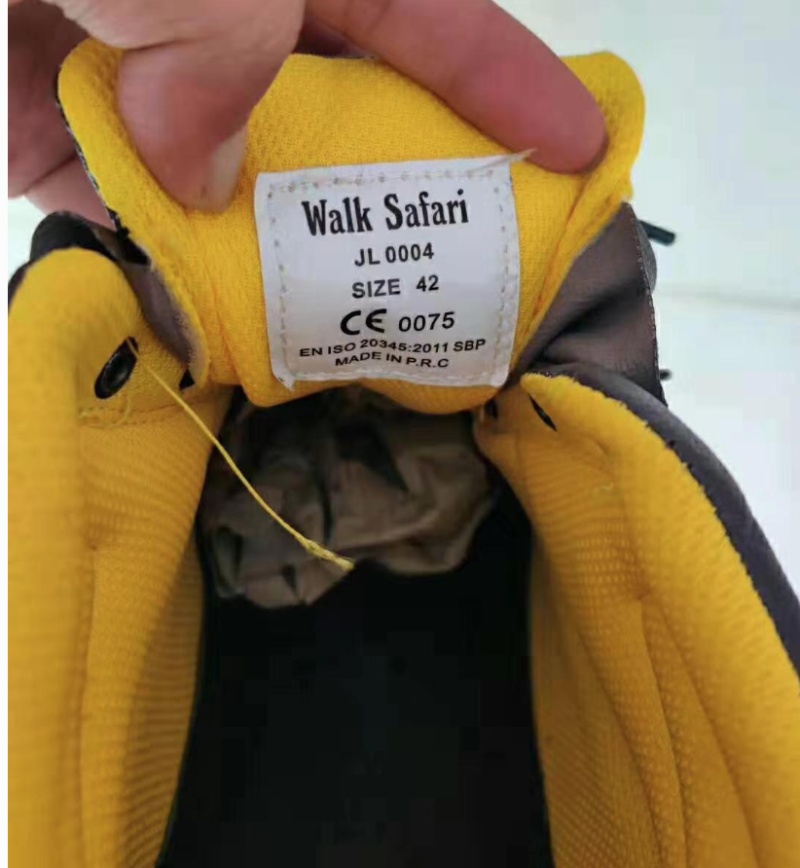 Walk Safari
JL 0004
SIZE 42
CE 0075
EN ISO 20345:2011 SBP
MADE IN P.R.C